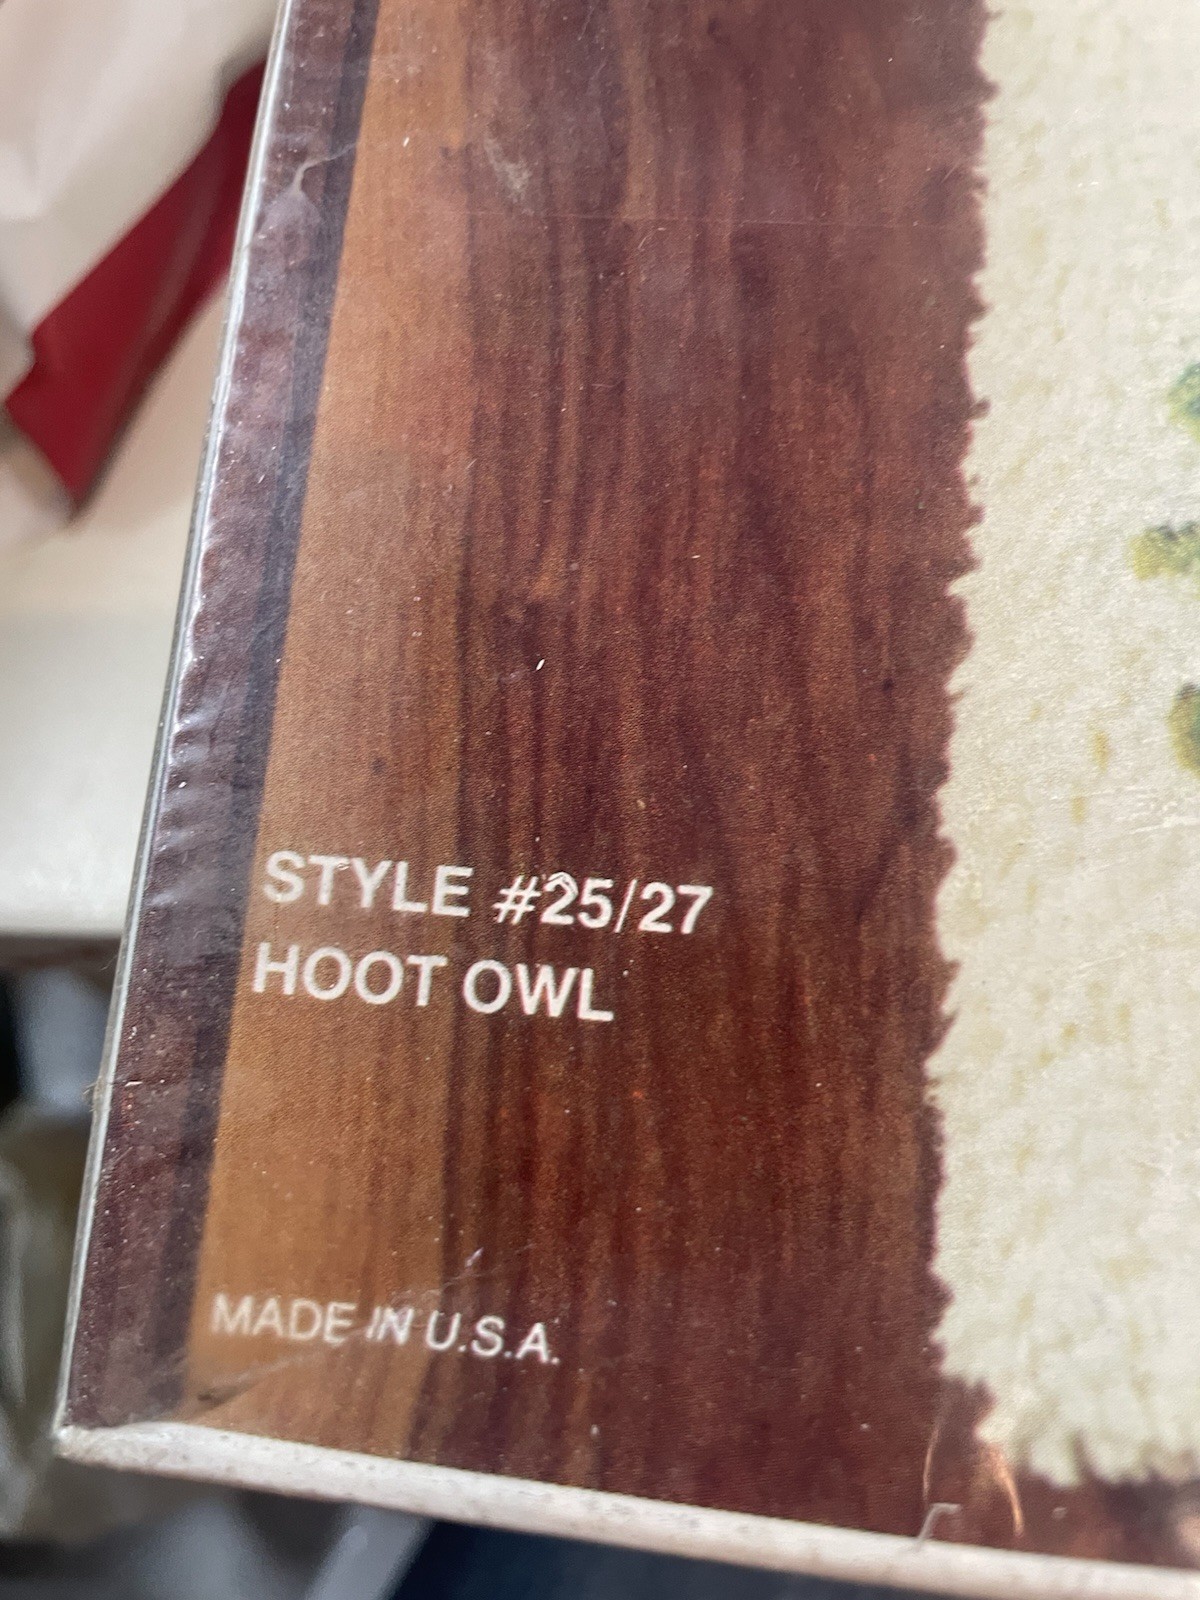 STYLE #25/27
HOOT OWL
MADE IN U.S.A.